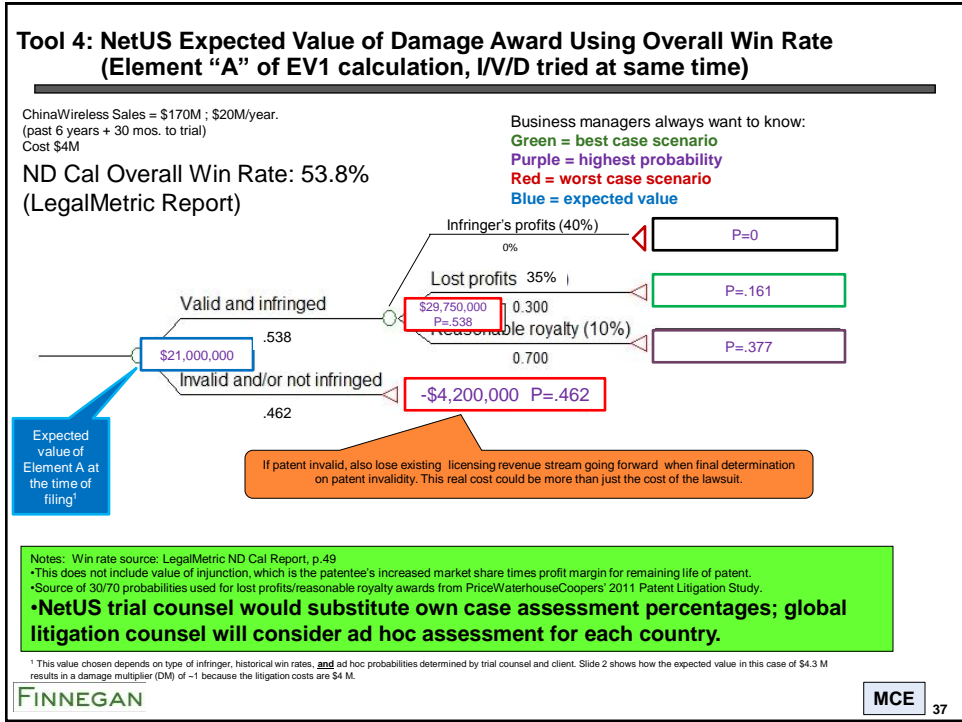 Tool 4: NetUS Expected Value of Damage Award Using Overall Win Rate
(Element “A” of EV1 calculation, I/V/D tried at same time)
ChinaWireless Sales = $170M ; $20M/year.
(past 6 years + 30 mos. to trial)
Cost $4M
ND Cal Overall Win Rate: 53.8%
(LegalMetric Report)
Business managers always want to know:
Green = best case scenario
Purple = highest probability
Red = worst case scenario
Blue = expected value
Infringer’s profits (40%)
0%
P=0
Lost profits 35% )
0.300
P=.161
Valid and infringed
.538
$29,750,000
P=.538
Reasonable royalty (10%)
0.700
P=.377
$21,000,000
Invalid and/or not infringed
.462
-$4,200,000 P=.462
Expected
value of
Element A at
the time of
filing¹
If patent invalid, also lose existing licensing revenue stream going forward when final determination
on patent invalidity. This real cost could be more than just the cost of the lawsuit.
Notes: Win rate source: LegalMetric ND Cal Report, p.49
•This does not include value of injunction, which is the patentee’s increased market share times profit margin for remaining life of patent.
•Source of 30/70 probabilities used for lost profits/reasonable royalty awards from PriceWaterhouseCoopers’ 2011 Patent Litigation Study.
•NetUS trial counsel would substitute own case assessment percentages; global
litigation counsel will consider ad hoc assessment for each country.
¹ This value chosen depends on type of infringer, historical win rates, and ad hoc probabilities determined by trial counsel and client. Slide 2 shows how the expected value in this case of $4.3 M
results in a damage multiplier (DM) of ~1 because the litigation costs are $4 M.
FINNEGAN
MCE
37